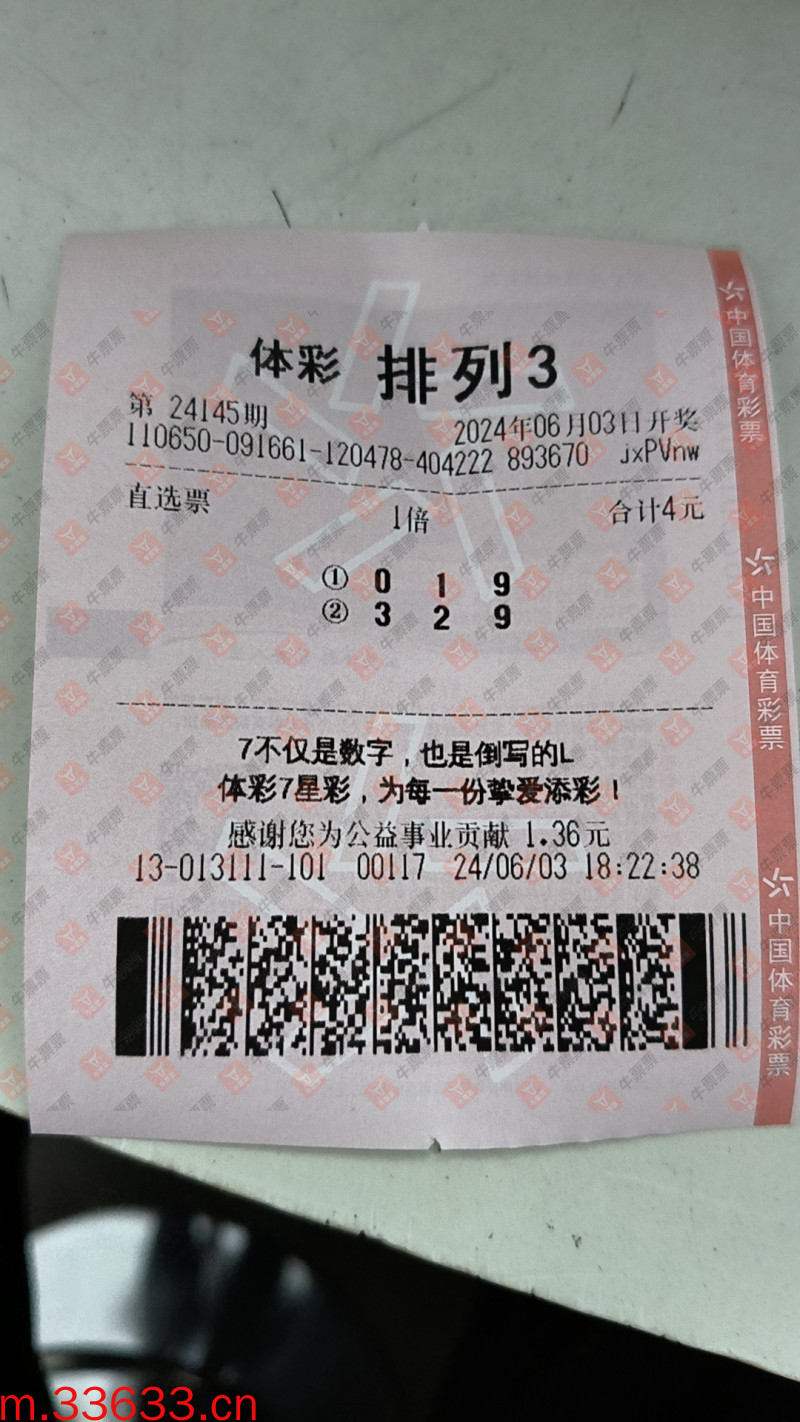 体彩 排列3
第 24145期
2024年06月03日开奖
110650-091661-120478-404222 893670 jxPVnw
直选票 1倍 合计4元
① 0 1 9
② 3 2 9
7不仅是数字，也是倒写的L
体彩7星彩，为每一份挚爱添彩！
感谢您为公益事业贡献 1.36元
13-013111-101 00117 24/06/03 18:22:38
中国体育彩票
中国体育彩票
中国体育彩票
牛票票
m.33633.cn